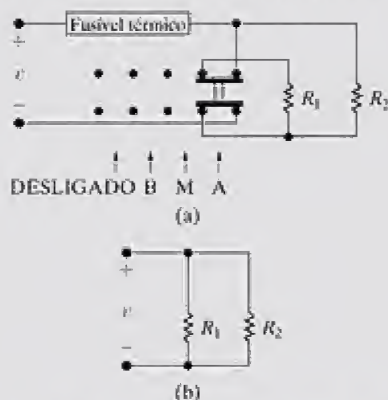 Fusível térmico
+
v
−
R1
R2
DESLIGADO B M A
(a)
+
v
−
R1
R2
(b)